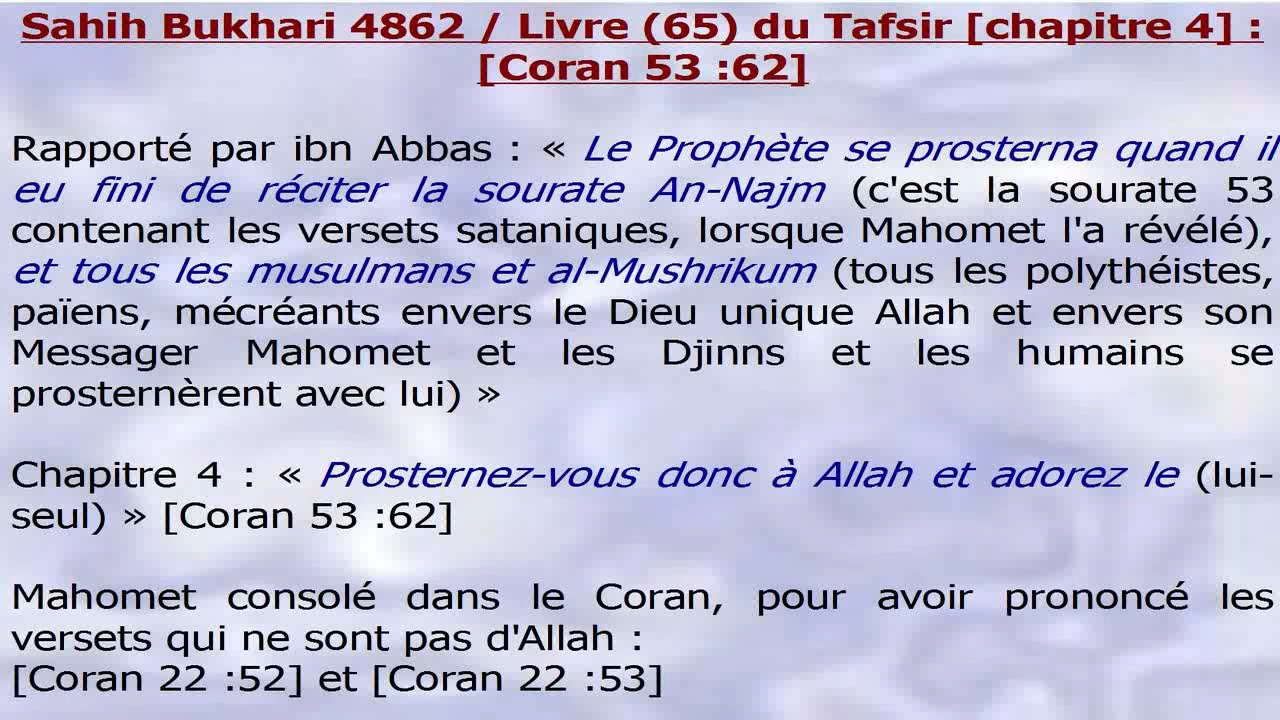 Sahih Bukhari 4862 / Livre (65) du Tafsir [chapitre 4] :
[Coran 53 :62]
Rapporté par ibn Abbas : « Le Prophète se prosterna quand il
eu fini de réciter la sourate An-Najm (c'est la sourate 53
contenant les versets sataniques, lorsque Mahomet l'a révélé),
et tous les musulmans et al-Mushrikum (tous les polythéistes,
païens, mécréants envers le Dieu unique Allah et envers son
Messager Mahomet et les Djinns et les humains se
prosternèrent avec lui) »
Chapitre 4 : « Prosternez-vous donc à Allah et adorez le (lui-
seul) » [Coran 53 :62]
Mahomet consolé dans le Coran, pour avoir prononcé les
versets qui ne sont pas d'Allah :
[Coran 22 :52] et [Coran 22 :53]